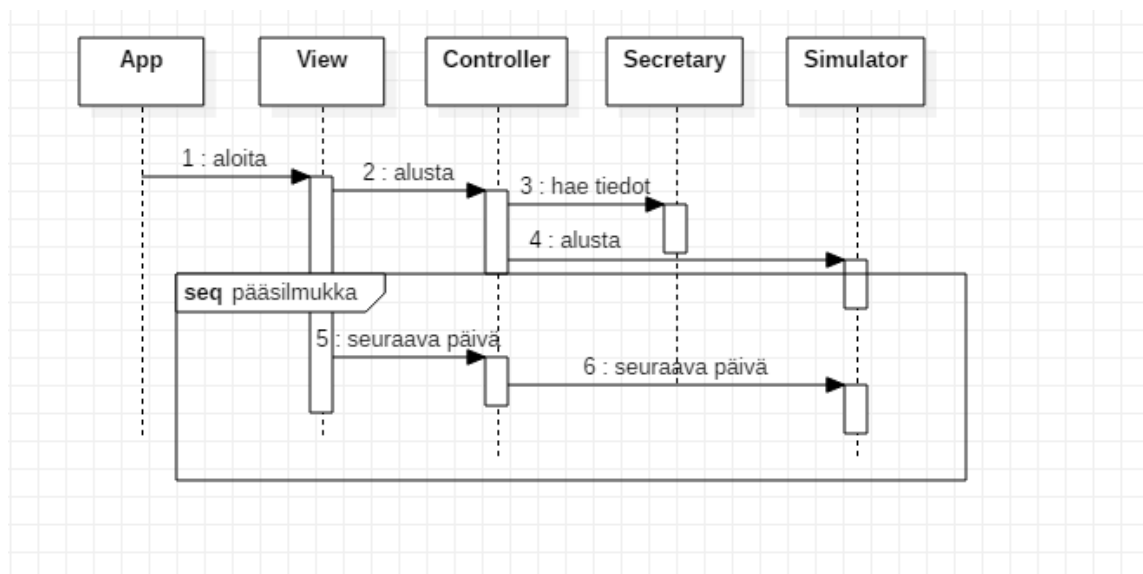 App
View
Controller
Secretary
Simulator
1 : aloita
2 : alusta
3 : hae tiedot
4 : alusta
seq pääsilmukka
5 : seuraava päivä
6 : seuraava päivä